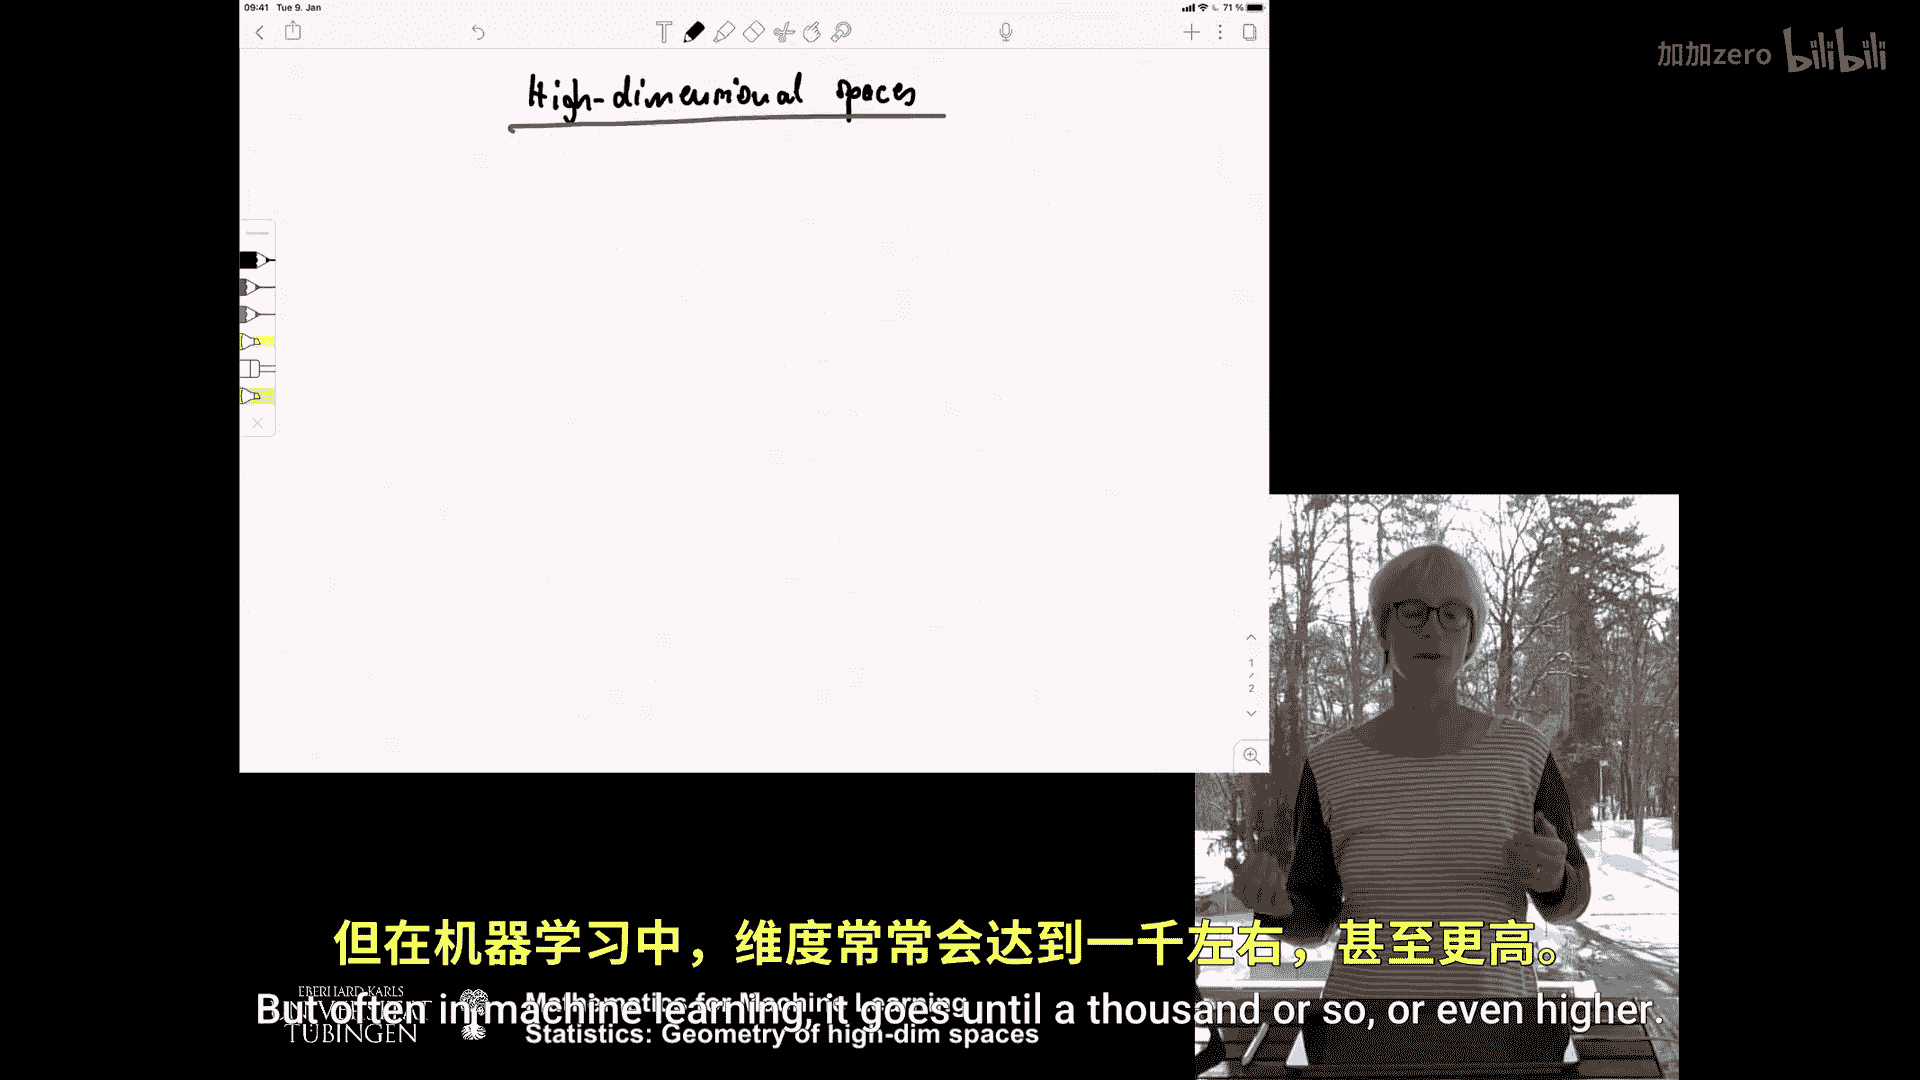 09:41 Tue 9. Jan
71 %
加加zero bilibili
High-dimensional spaces
1
2
但在机器学习中，维度常常会达到一千左右，甚至更高。
But often in machine learning, it goes until a thousand or so, or even higher.
EBERHARD KARLS
UNIVERSITÄT
TÜBINGEN
Mathematics for Machine Learning
Statistics: Geometry of high-dim spaces